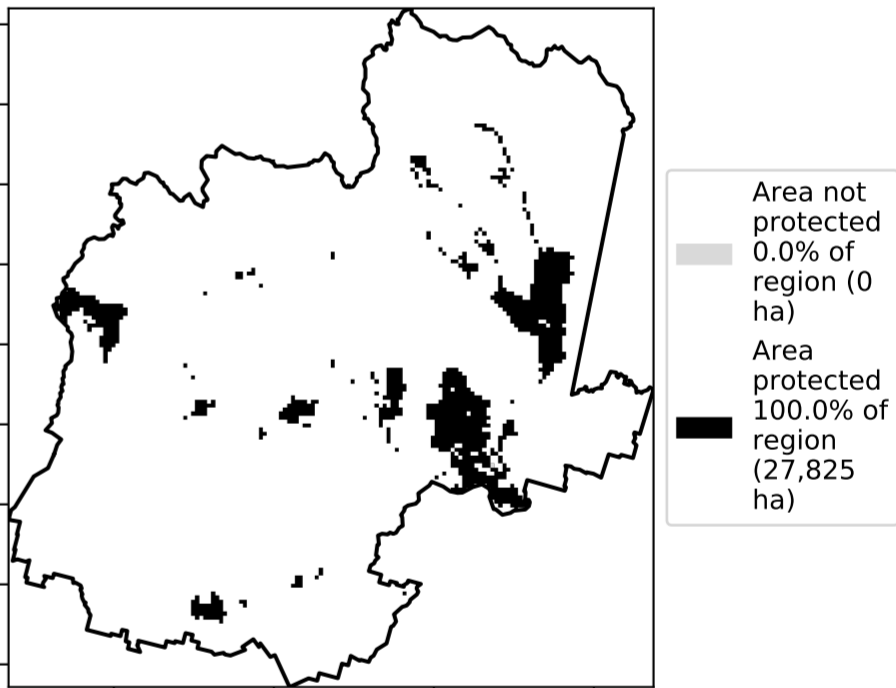 Area not
protected
0.0% of
region (0
ha)
Area
protected
100.0% of
region
(27,825
ha)